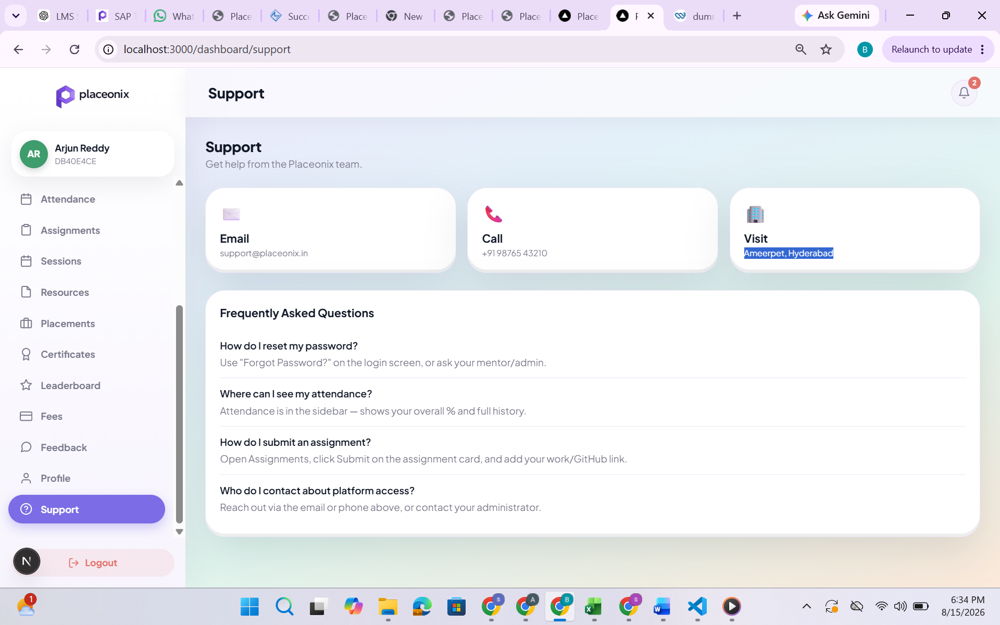 LMS
SAP
What
Place
Succ
Place
New
Place
Place
Place
dum
Ask Gemini
localhost:3000/dashboard/support
B
Relaunch to update
placeonix
Support
2
AR
Arjun Reddy
DB40E4CE
Attendance
Assignments
Sessions
Resources
Placements
Certificates
Leaderboard
Fees
Feedback
Profile
Support
N
Logout
Support
Get help from the Placeonix team.
Email
support@placeonix.in
Call
+91 98765 43210
Visit
Ameerpet, Hyderabad
Frequently Asked Questions
How do I reset my password?
Use "Forgot Password?" on the login screen, or ask your mentor/admin.
Where can I see my attendance?
Attendance is in the sidebar — shows your overall % and full history.
How do I submit an assignment?
Open Assignments, click Submit on the assignment card, and add your work/GitHub link.
Who do I contact about platform access?
Reach out via the email or phone above, or contact your administrator.
1
S
A
B
S
6:34 PM
8/15/2026